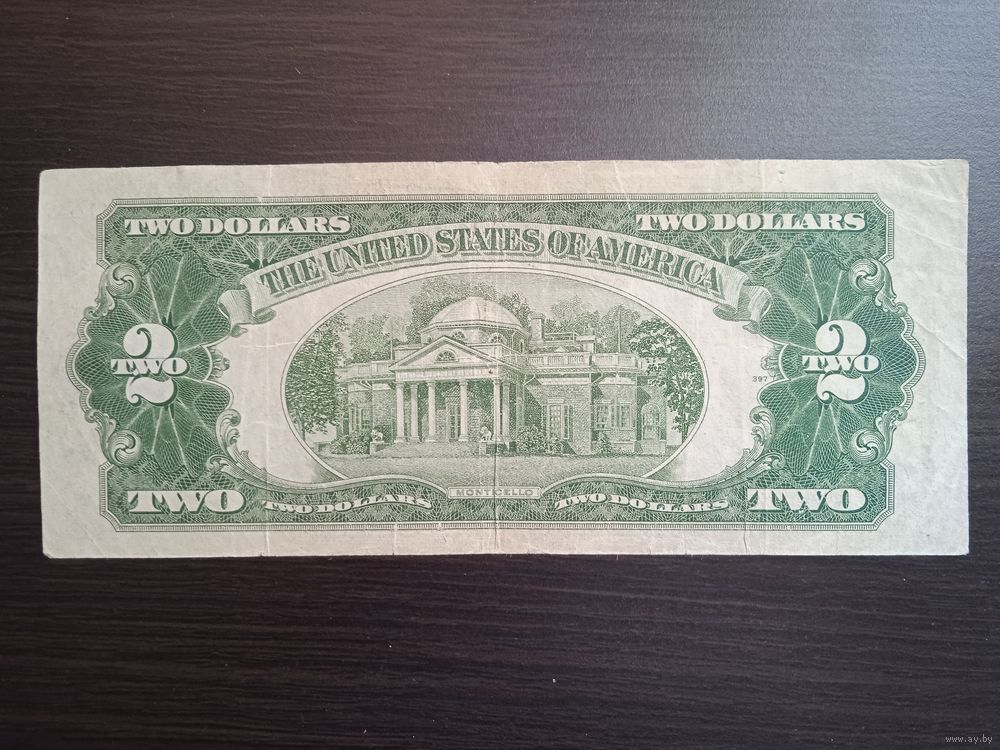 TWO DOLLARS TWO DOLLARS
THE UNITED STATES OF AMERICA
2 2
TWO TWO
397
MONTICELLO
TWO TWO DOLLARS TWO DOLLARS TWO
www.ay.by